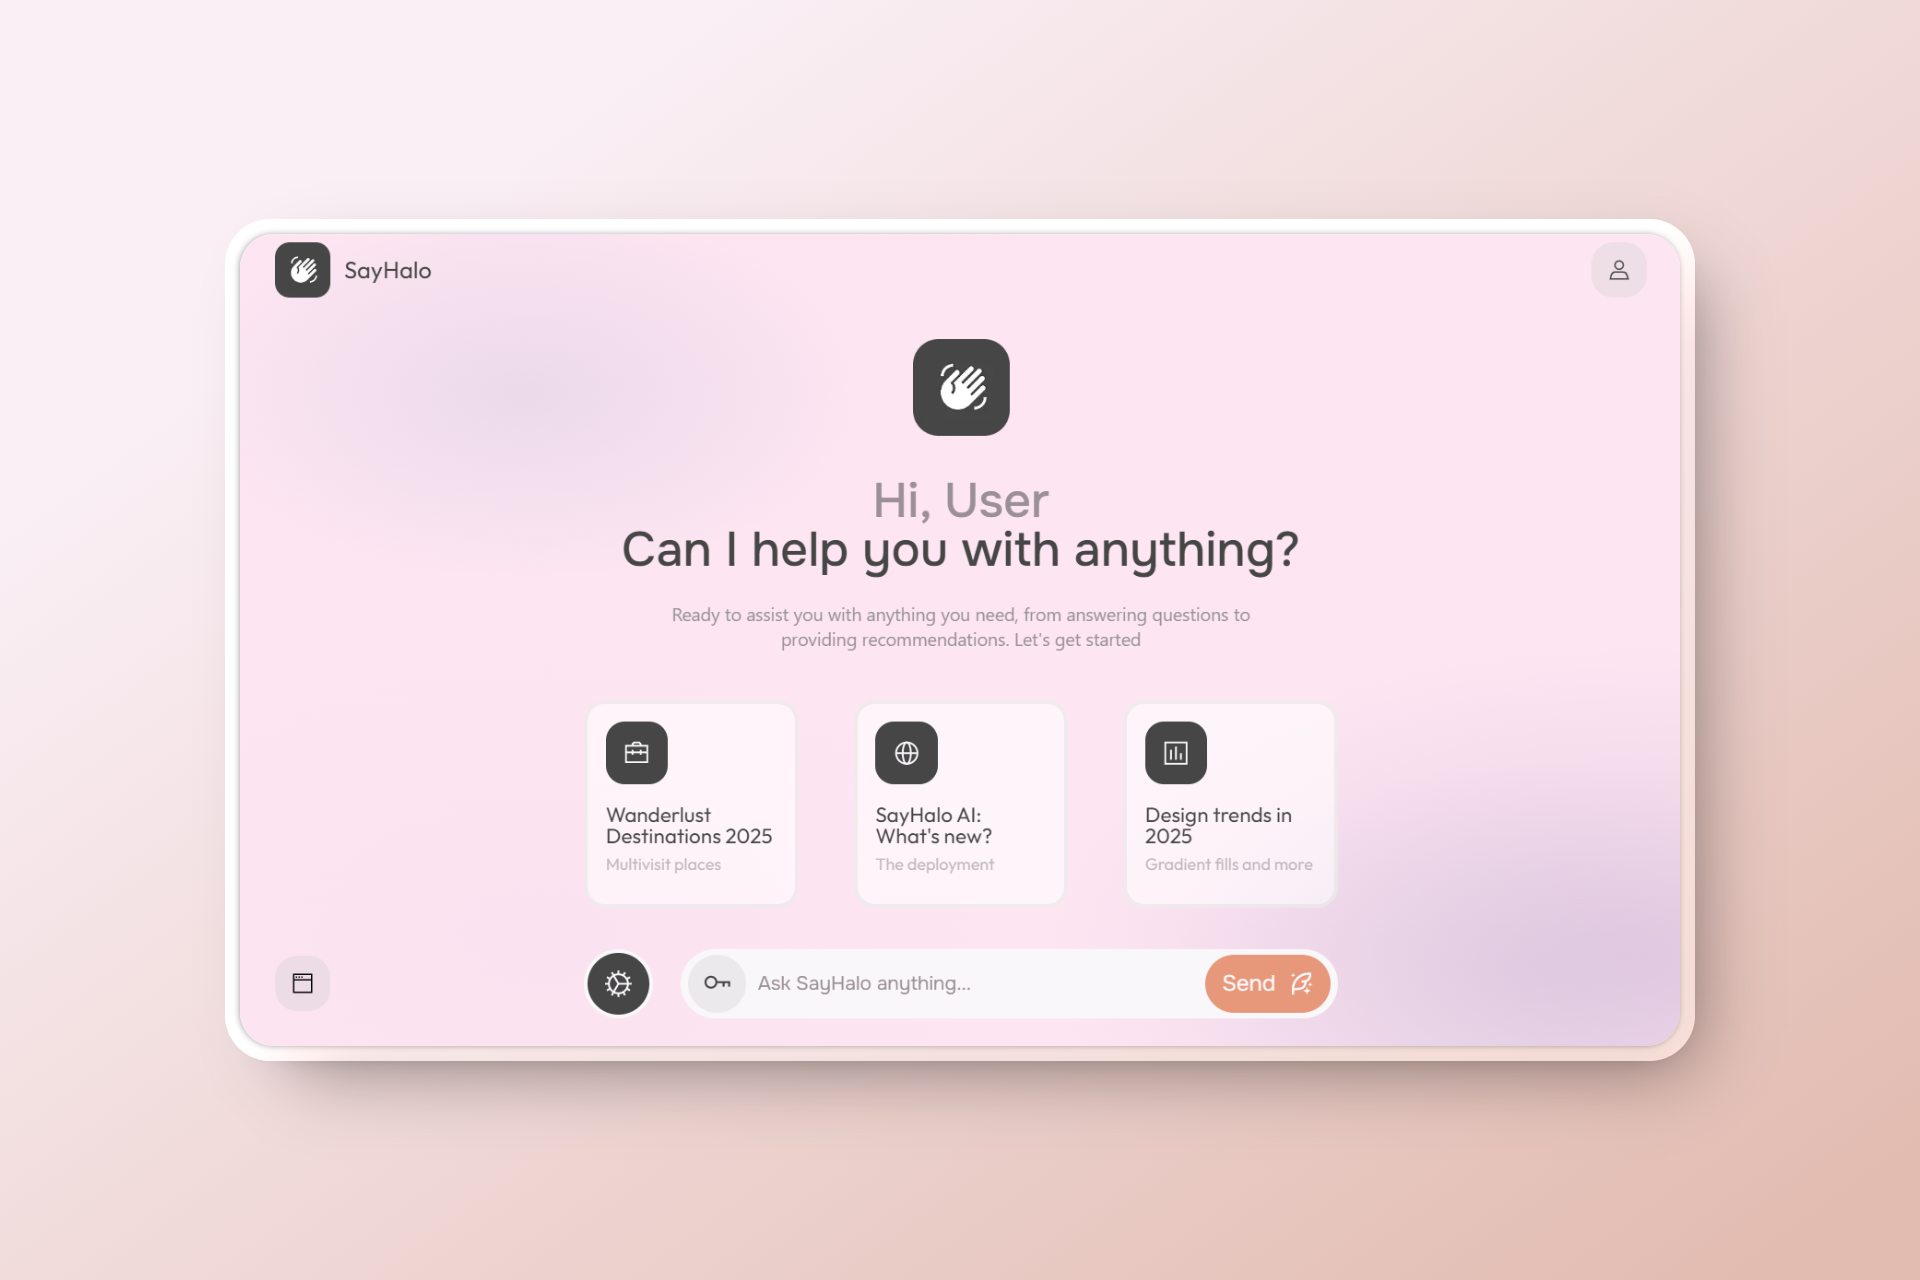 SayHalo
Hi, User
Can I help you with anything?
Ready to assist you with anything you need, from answering questions to
providing recommendations. Let's get started
Wanderlust
Destinations 2025
Multivisit places
SayHalo AI:
What's new?
The deployment
Design trends in
2025
Gradient fills and more
Ask SayHalo anything...
Send